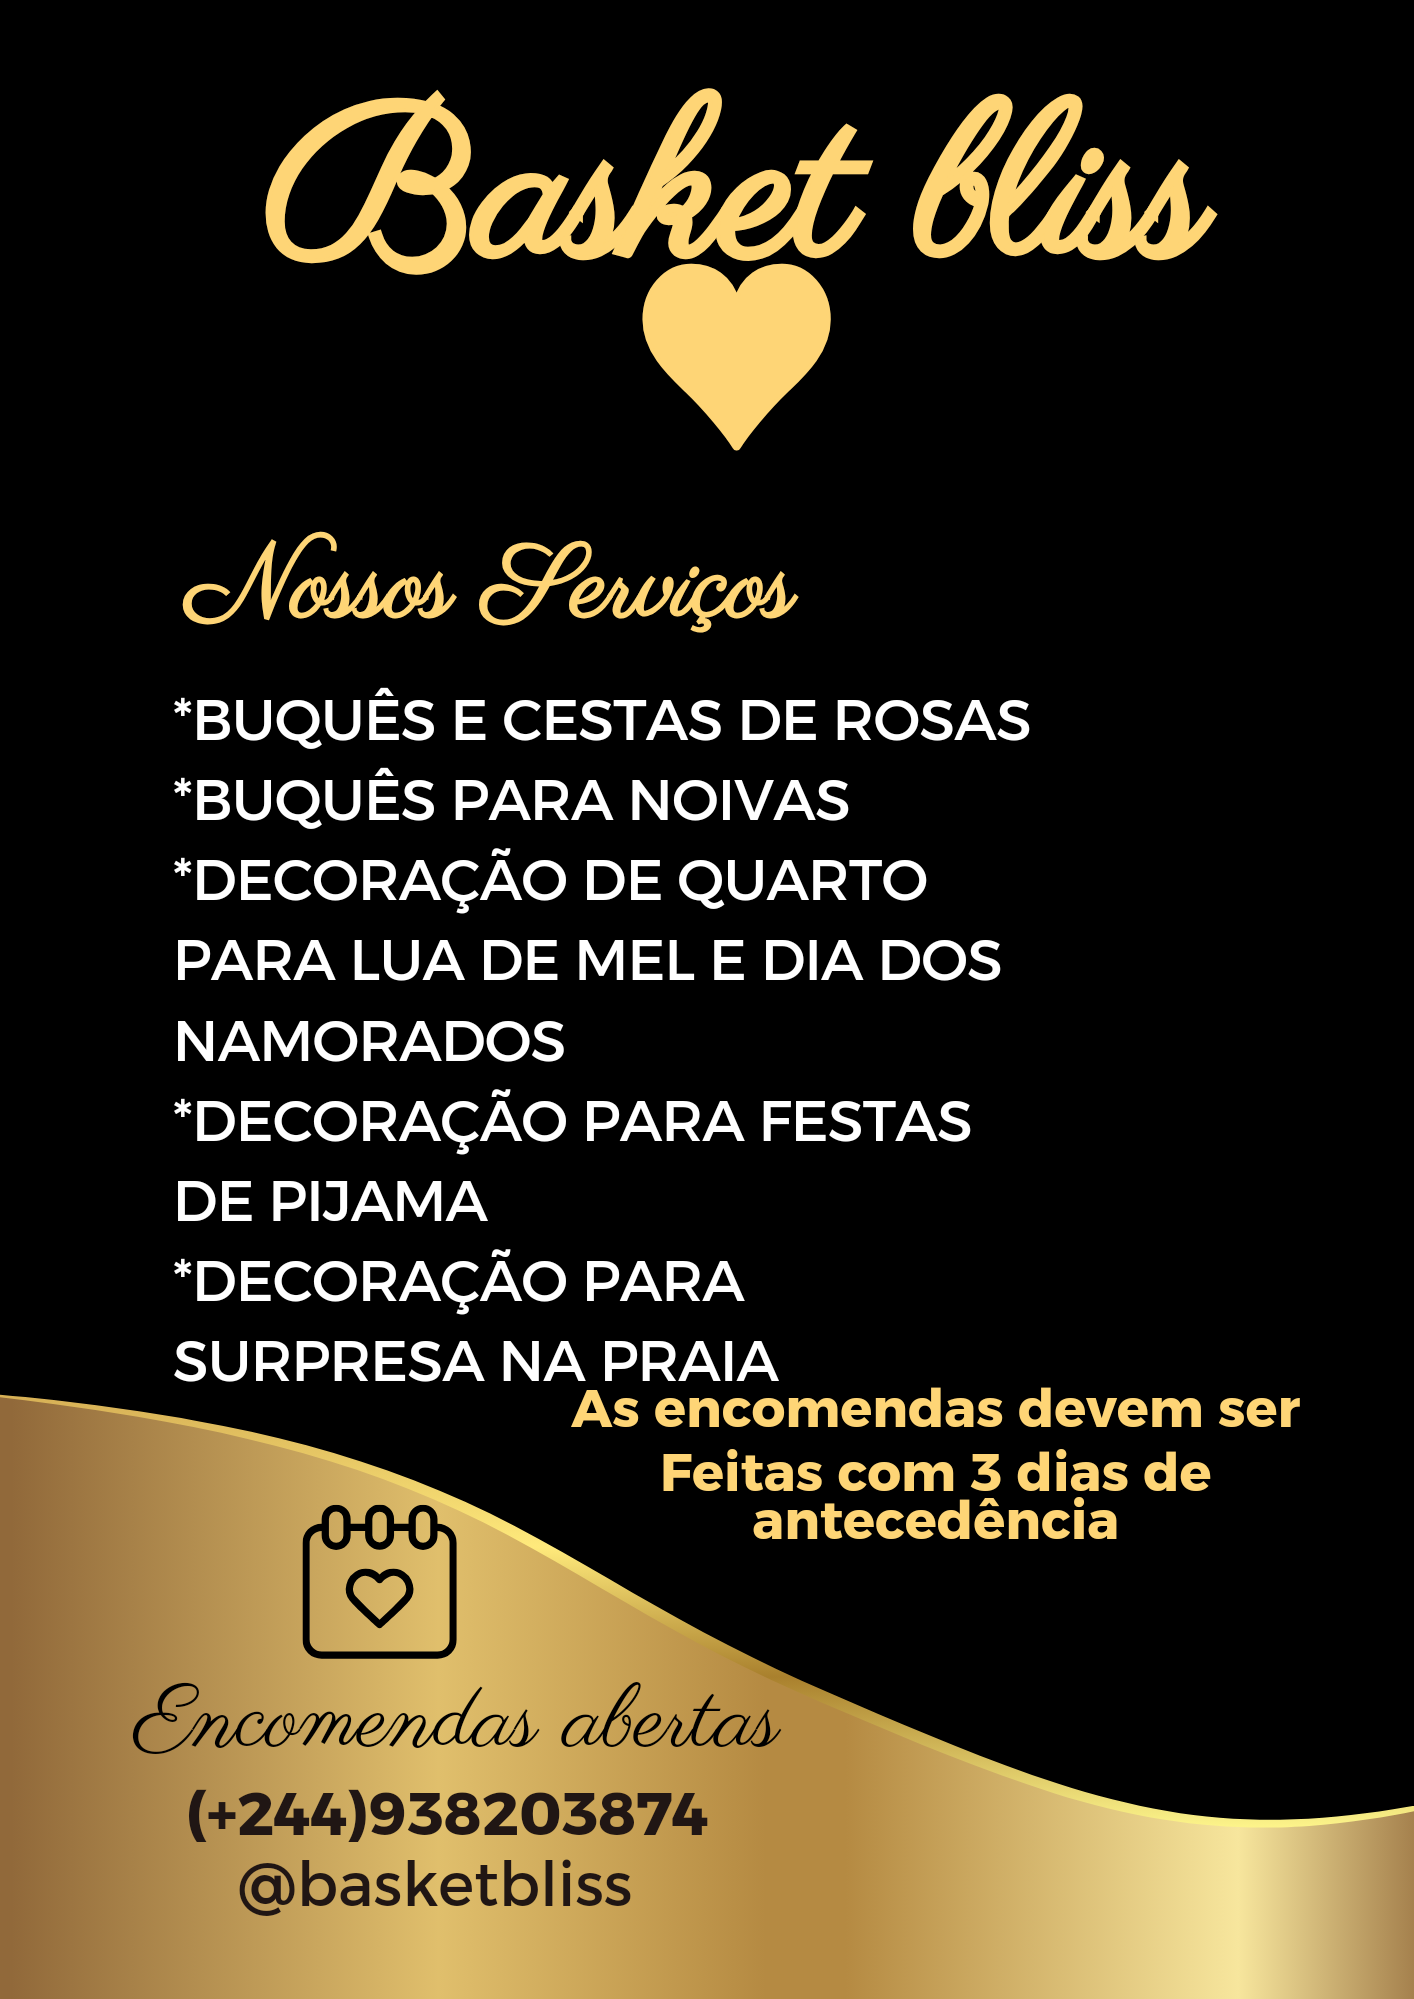 Basket bliss
Nossos Serviços
*BUQUÊS E CESTAS DE ROSAS
*BUQUÊS PARA NOIVAS
*DECORAÇÃO DE QUARTO
PARA LUA DE MEL E DIA DOS
NAMORADOS
*DECORAÇÃO PARA FESTAS
DE PIJAMA
*DECORAÇÃO PARA
SURPRESA NA PRAIA
As encomendas devem ser
Feitas com 3 dias de
antecedência
Encomendas abertas
(+244)938203874
@basketbliss